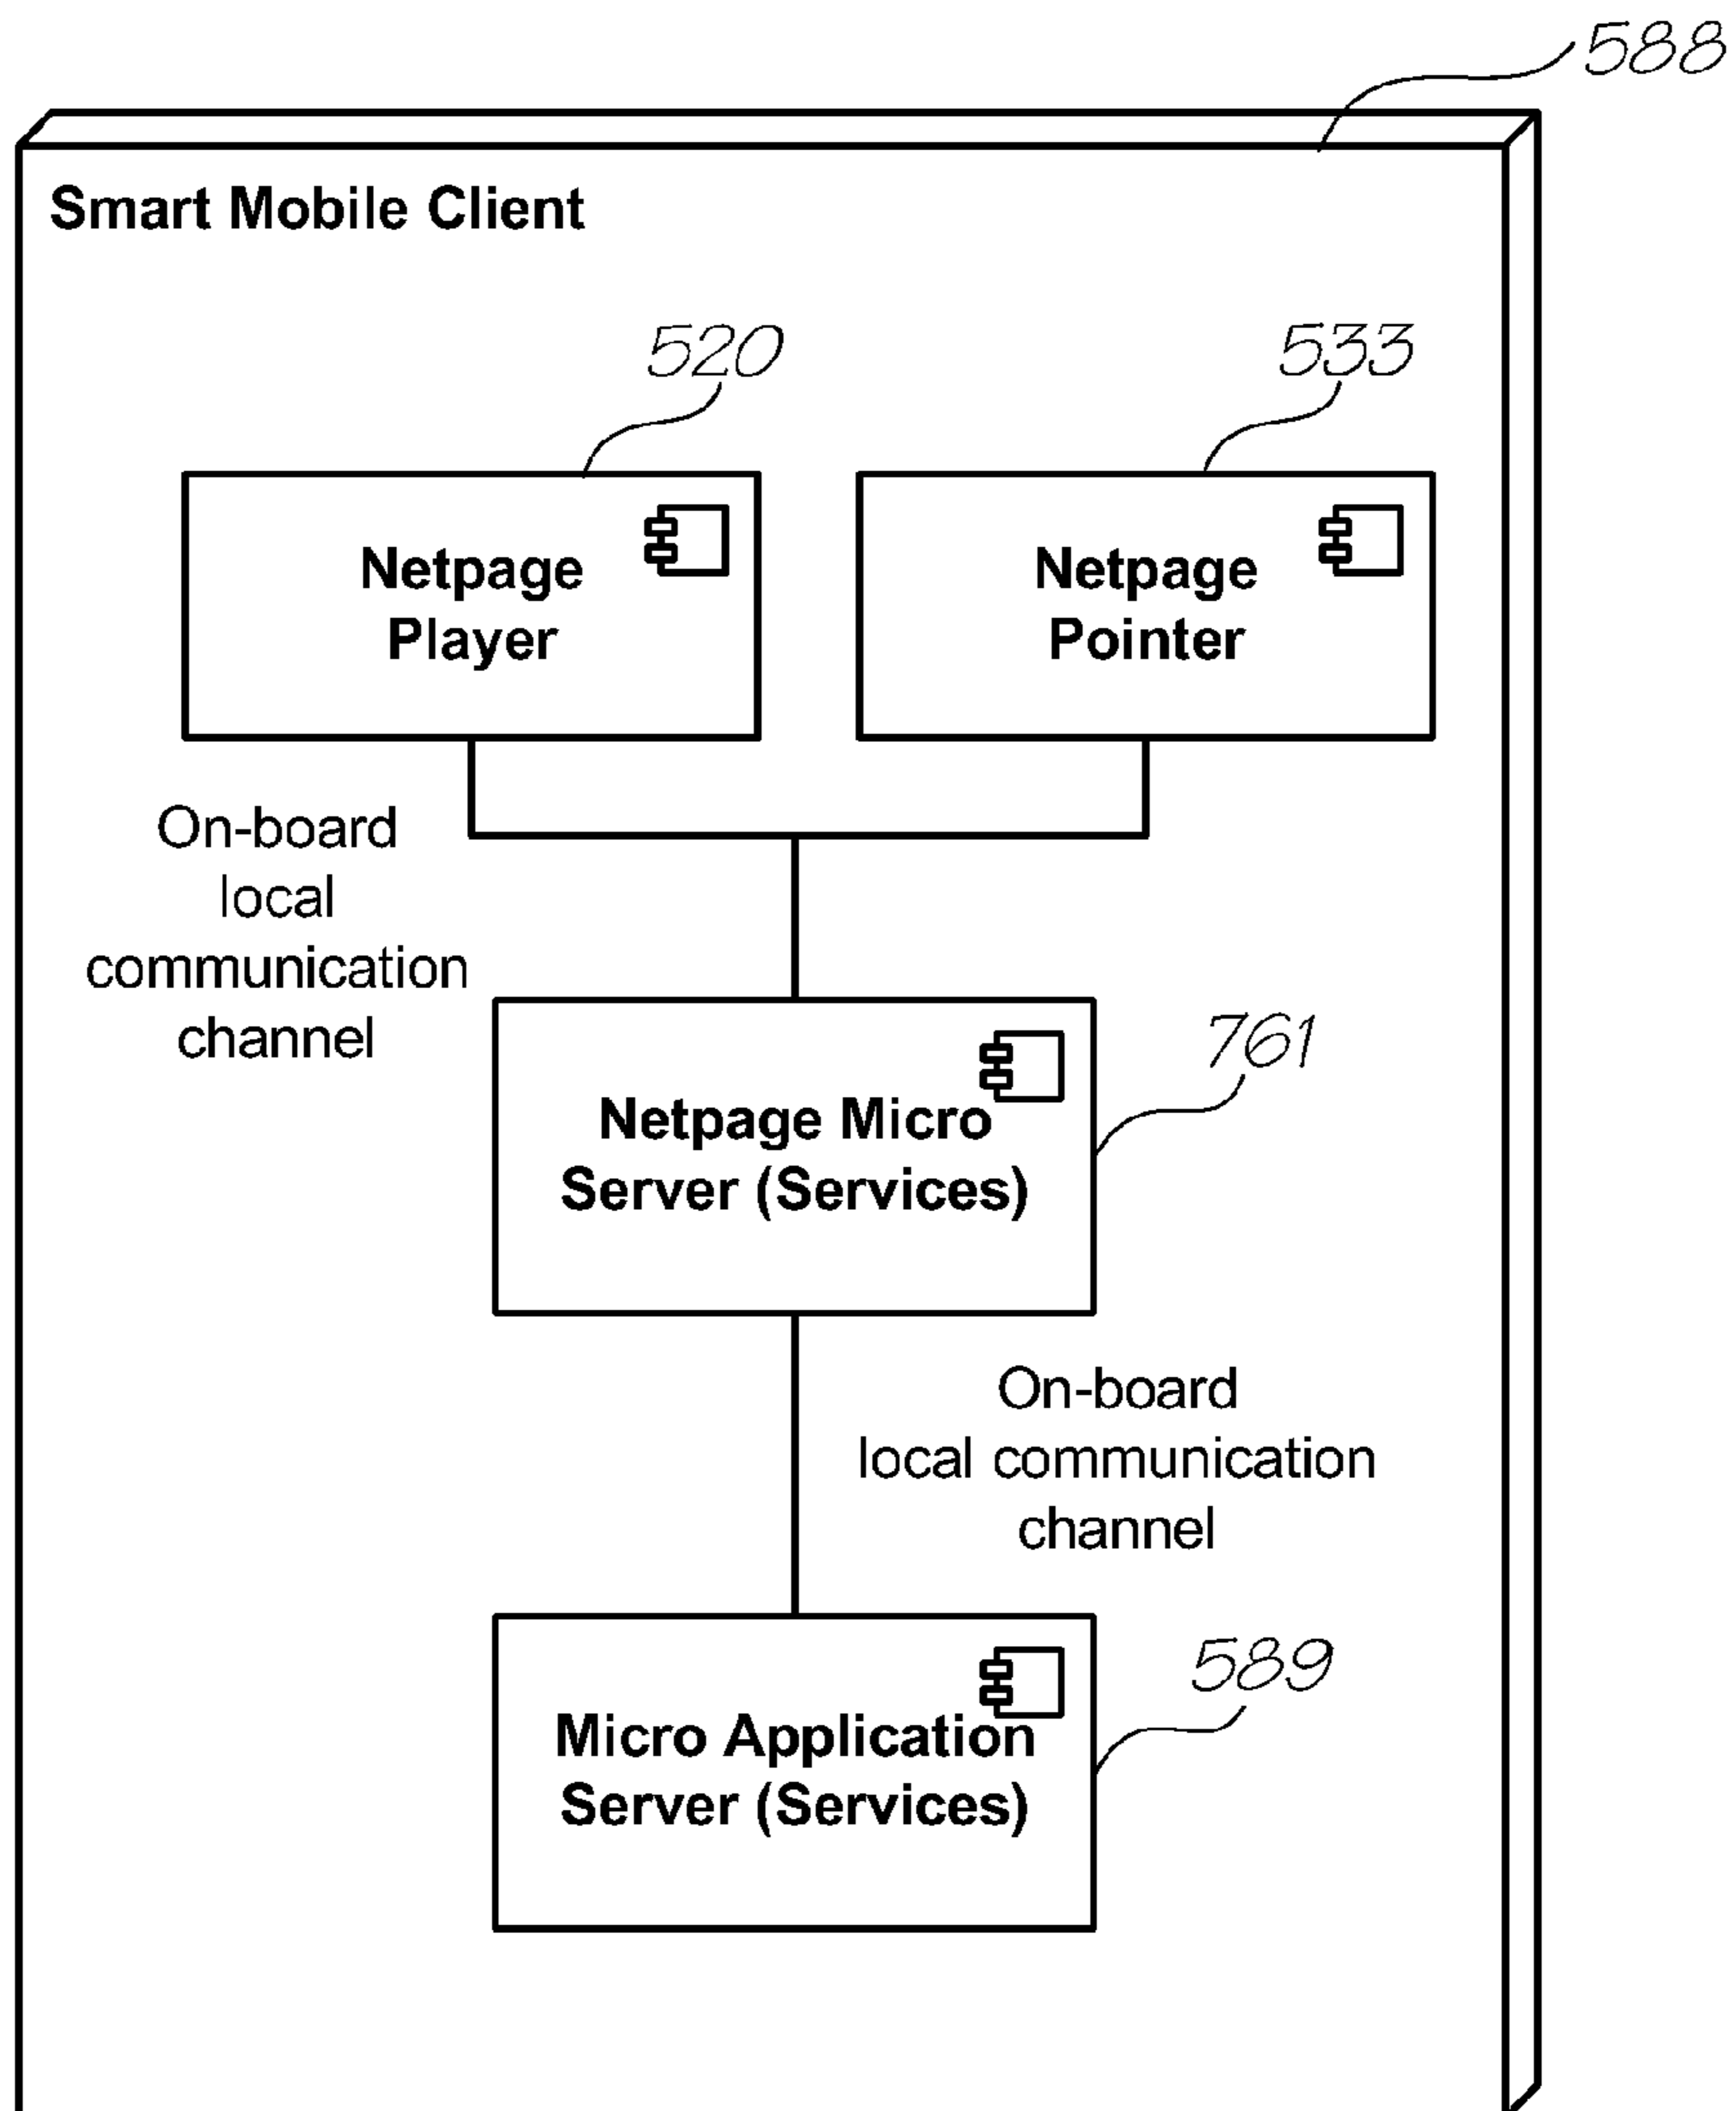 588
Smart Mobile Client
520
533
Netpage
Player
Netpage
Pointer
On-board
local
communication
channel
761
Netpage Micro
Server (Services)
On-board
local communication
channel
589
Micro Application
Server (Services)